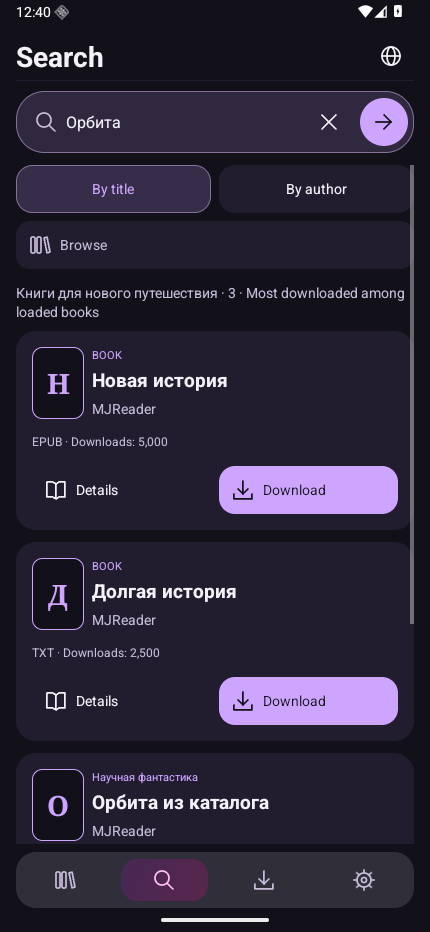 12:40
Search
Орбита
By title
By author
Browse
Книги для нового путешествия · 3 · Most downloaded among
loaded books
Н
BOOK
Новая история
MJReader
EPUB · Downloads: 5,000
Details
Download
Д
BOOK
Долгая история
MJReader
TXT · Downloads: 2,500
Details
Download
О
Научная фантастика
Орбита из каталога
MJReader